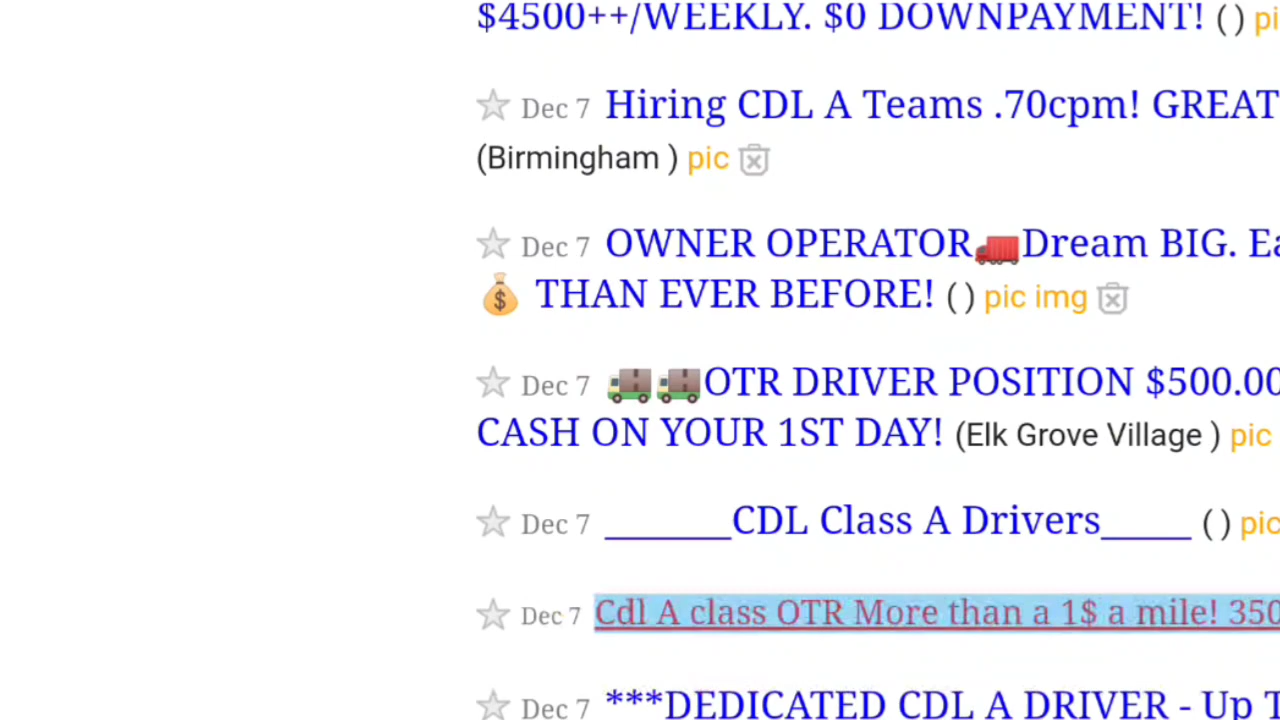 $4500++/WEEKLY. $0 DOWNPAYMENT! ( )
Dec 7 Hiring CDL A Teams .70cpm! GREAT
(Birmingham ) pic
Dec 7 OWNER OPERATOR🚛Dream BIG.
💰 THAN EVER BEFORE! ( ) pic img
Dec 7 🚚🚚OTR DRIVER POSITION $500.00
CASH ON YOUR 1ST DAY! (Elk Grove Village ) pic
Dec 7 _______CDL Class A Drivers_____ ( ) pic
Dec 7 Cdl A class OTR More than a 1$ a mile! 350
Dec 7 ***DEDICATED CDL A DRIVER - Up